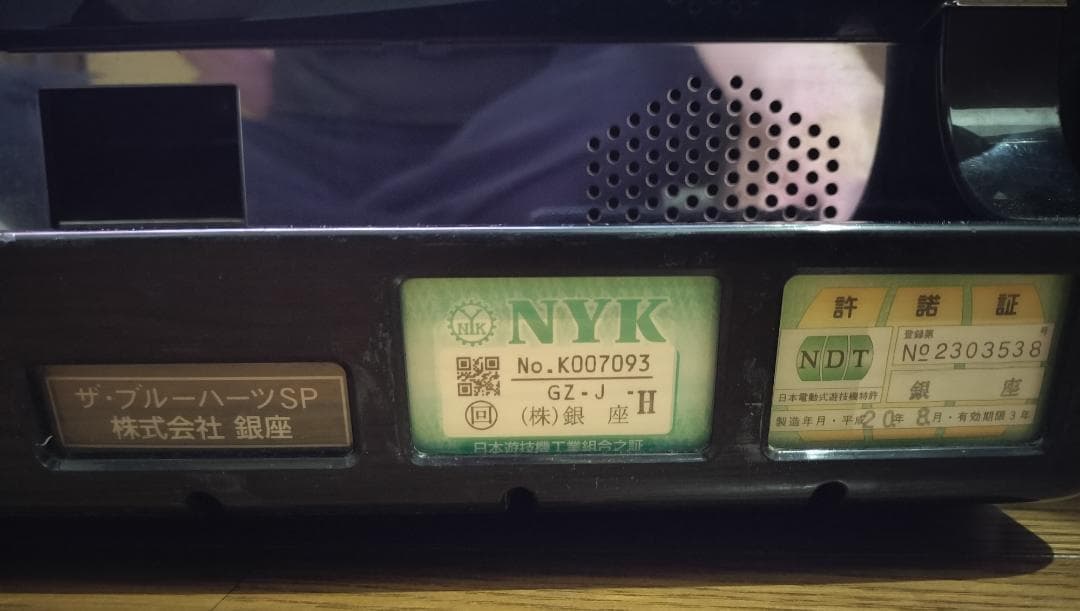 ザ・ブルーハーツSP
株式会社 銀座
NYK
NYK
No.K007093
GZ-J -H
回 (株)銀 座
日本遊技機工業組合之証
許 諾 証
NDT
登録第 号
No2303538
日本電動式遊技機特許
銀 座
製造年月・平成20年 8月・有効期限3年